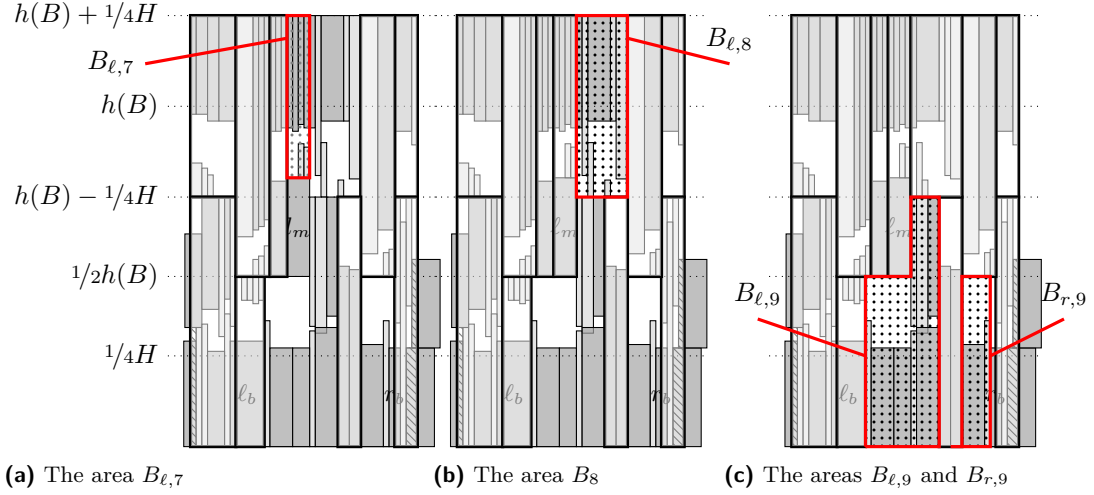 h(B) + 1/4H
h(B)
h(B) − 1/4H
1/2h(B)
1/4H
B_{ℓ,7}
ℓ_m
ℓ_b
r_b
B_{ℓ,8}
ℓ_m
ℓ_b
r_b
B_{ℓ,9}
B_{r,9}
ℓ_m
ℓ_b
r_b
(a) The area B_{ℓ,7}
(b) The area B_8
(c) The areas B_{ℓ,9} and B_{r,9}